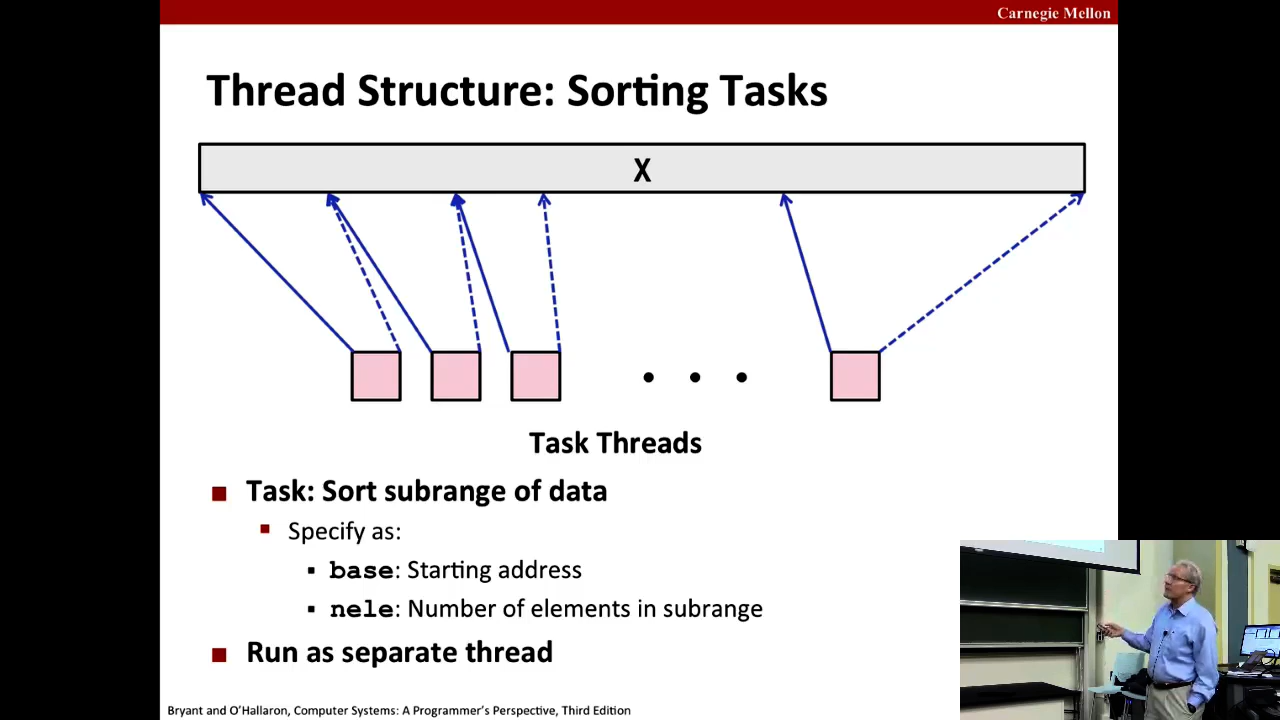 Carnegie Mellon
Thread Structure: Sorting Tasks
X
Task Threads
Task: Sort subrange of data
Specify as:
base: Starting address
nele: Number of elements in subrange
Run as separate thread
Bryant and O'Hallaron, Computer Systems: A Programmer's Perspective, Third Edition